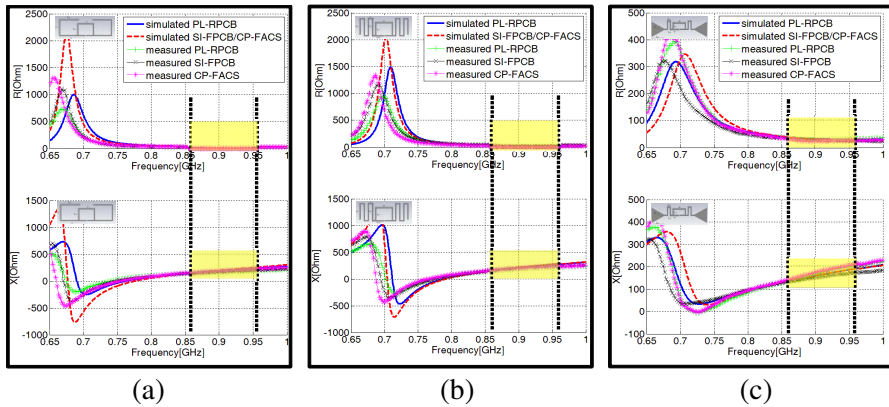 2500
2000
1500
1000
500
0
R[Ohm]
simulated PL-RPCB
simulated SI-FPCB/CP-FACS
measured PL-RPCB
measured SI-FPCB
measured CP-FACS
0.65 0.7 0.75 0.8 0.85 0.9 0.95 1
Frequency[GHz]
1500
1000
500
0
-500
-1000
X[Ohm]
0.65 0.7 0.75 0.8 0.85 0.9 0.95 1
Frequency[GHz]
(a)
2500
2000
1500
1000
500
0
R[Ohm]
simulated PL-RPCB
simulated SI-FPCB/CP-FACS
measured PL-RPCB
measured SI-FPCB
measured CP-FACS
0.65 0.7 0.75 0.8 0.85 0.9 0.95 1
Frequency[GHz]
1500
1000
500
0
-500
-1000
X[Ohm]
0.65 0.7 0.75 0.8 0.85 0.9 0.95 1
Frequency[GHz]
(b)
500
400
300
200
100
0
R[Ohm]
simulated PL-RPCB
simulated SI-FPCB/CP-FACS
measured PL-RPCB
measured SI-FPCB
measured CP-FACS
0.65 0.7 0.75 0.8 0.85 0.9 0.95 1
Frequency[GHz]
500
400
300
200
100
0
-100
X[Ohm]
0.65 0.7 0.75 0.8 0.85 0.9 0.95 1
Frequency[GHz]
(c)